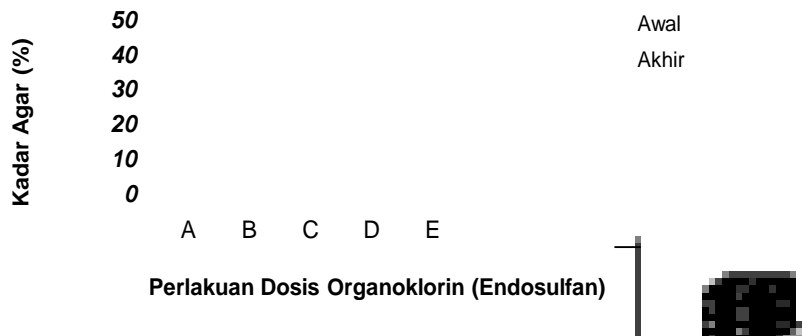 50
Awal
40
Akhir
30
20
10
0
Kadar Agar (%)
A B C D E
Perlakuan Dosis Organoklorin (Endosulfan)